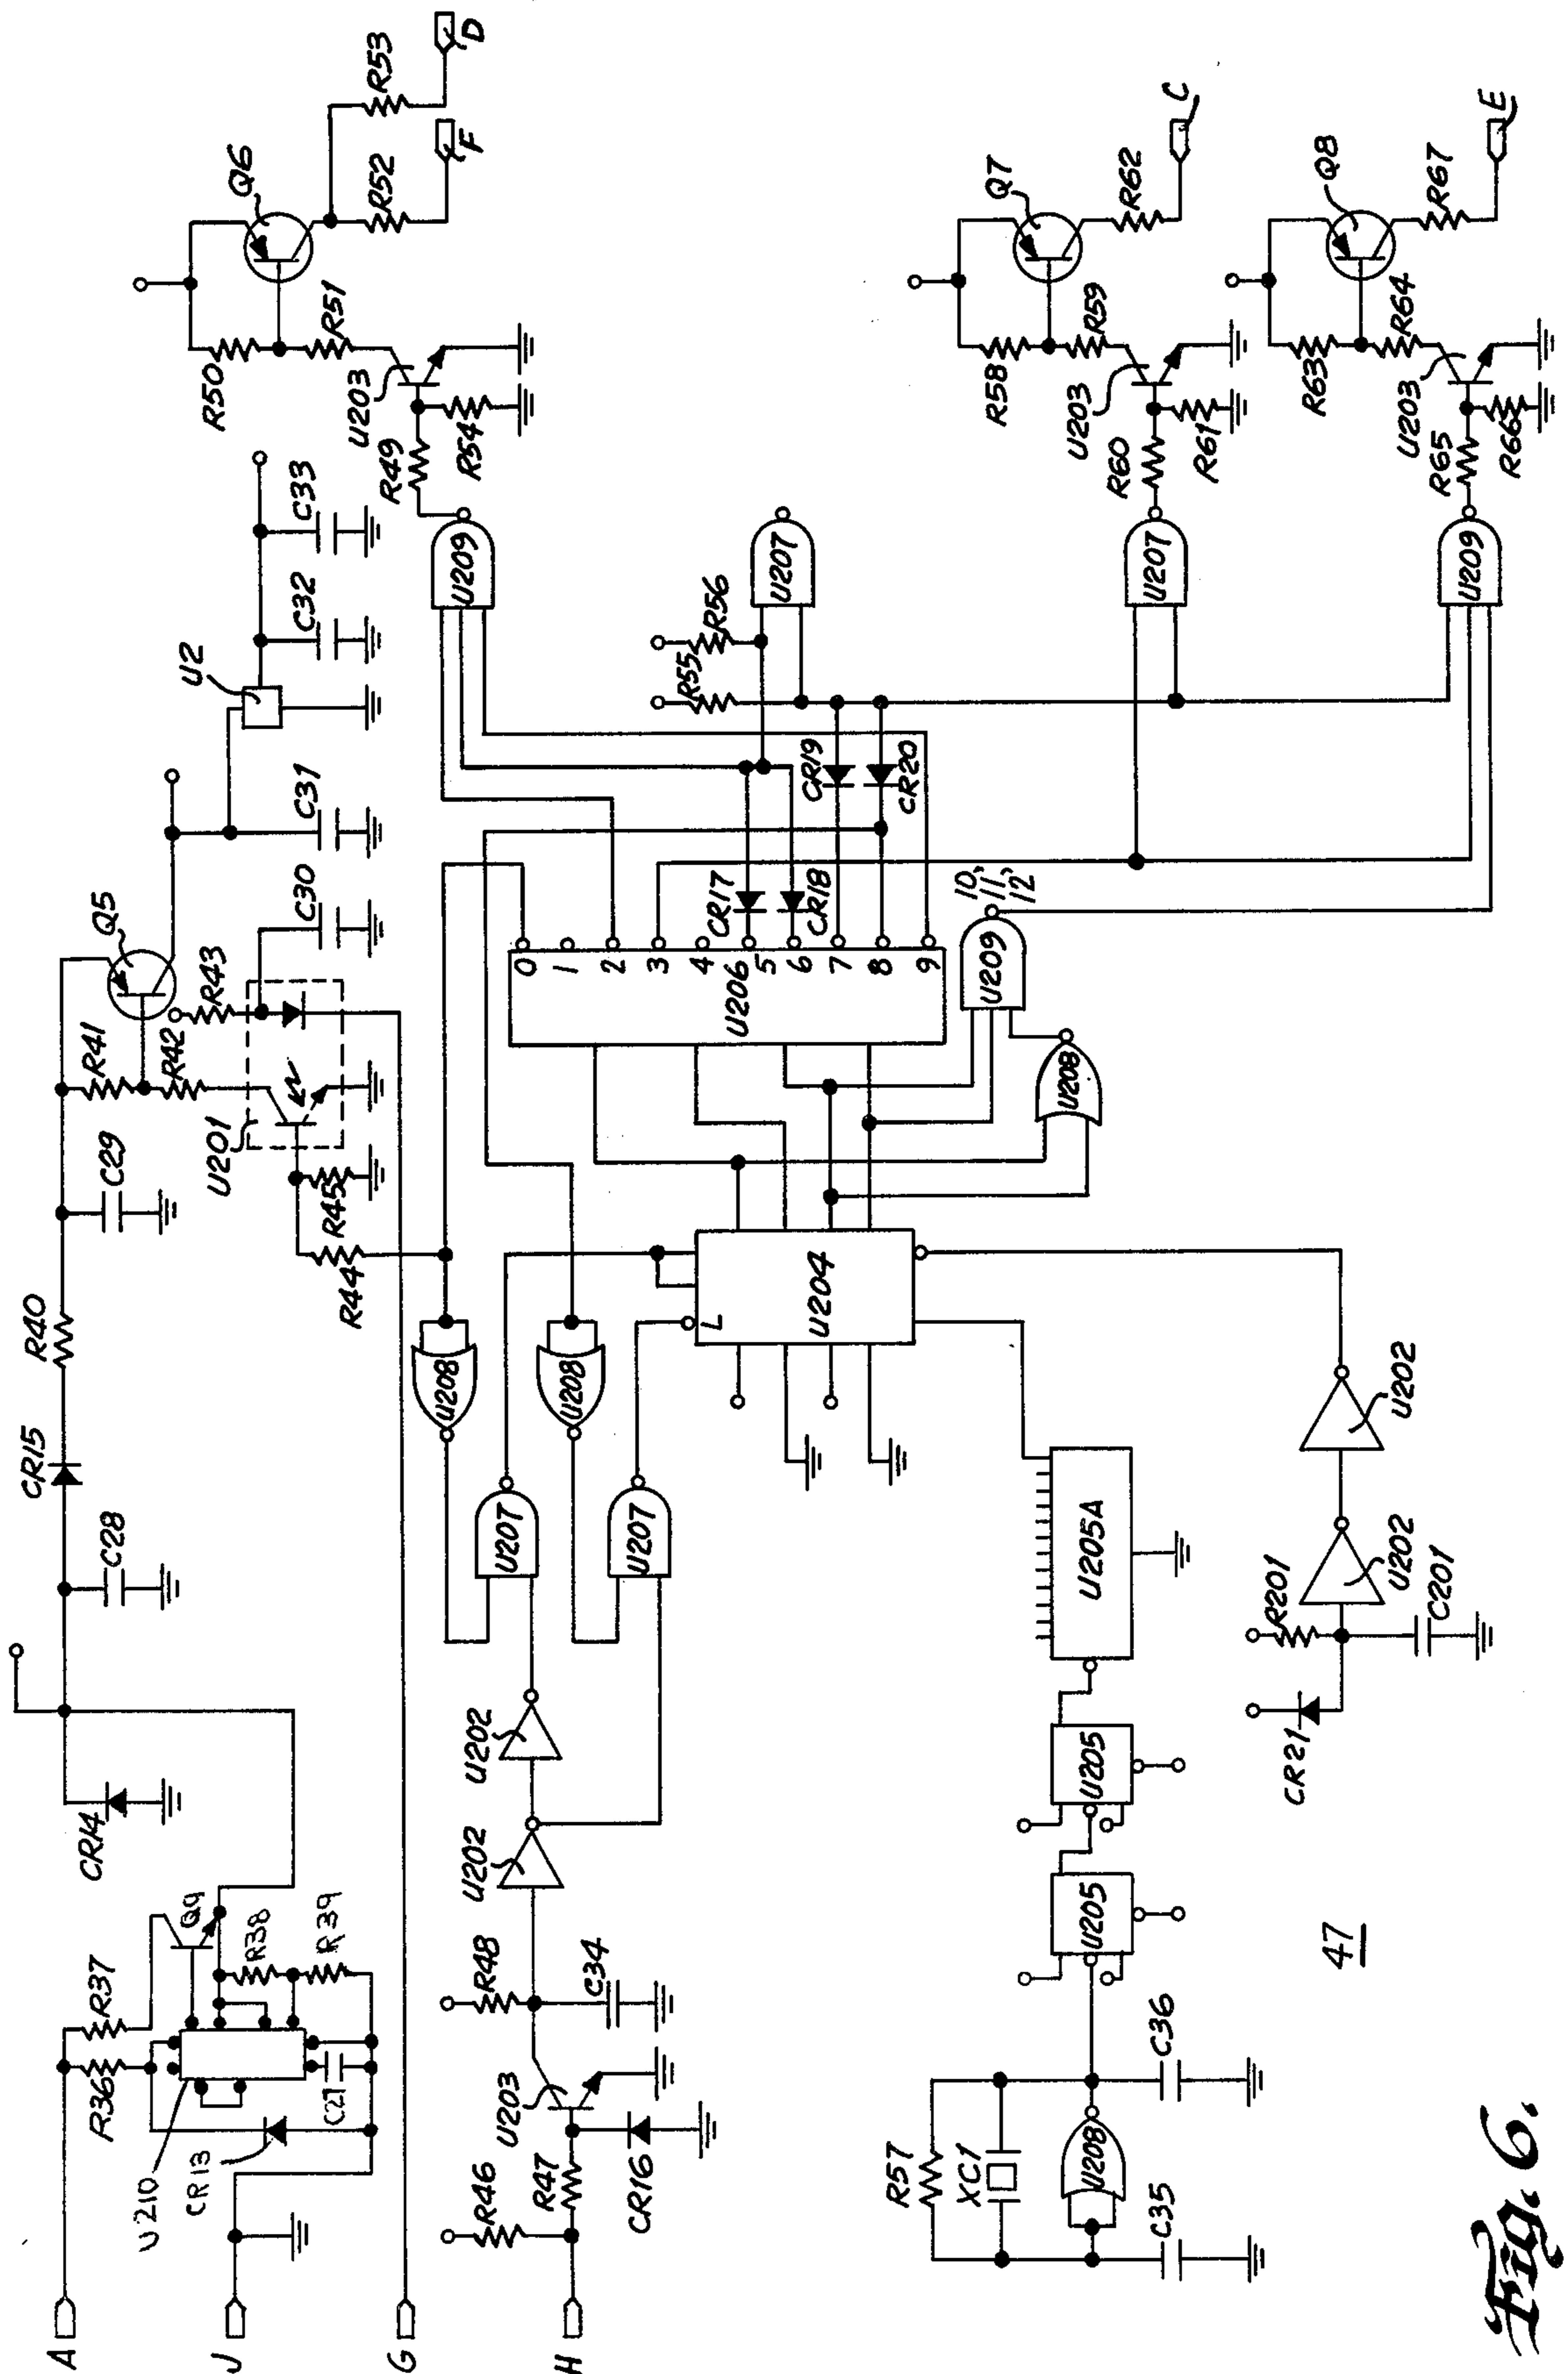 A
J
G
H
R36
R37
U210
CR13
C27
Q9
R38
R39
CR14
C28
CR15
R40
C29
R41
R42
Q5
R43
U201
R44
R45
C30
C31
U2
C32
C33
R50
R51
Q6
R52
R53
F
D
U203
R49
R54
U209
R46
R47
U203
CR16
R48
C34
U202
U202
U207
U207
U208
U208
L
U204
U206
0
1
2
3
4
5
6
7
8
9
CR17
CR18
CR19
CR20
R55
R56
U207
U209
10,
11,
12,
U208
U207
U209
R58
R59
Q7
R62
C
U203
R60
R61
R63
R64
Q8
R67
E
U203
R65
R66
R57
XC1
U208
C35
C36
U205
U205
U205A
CR21
R201
C201
U202
U202
47
Fig. 6.